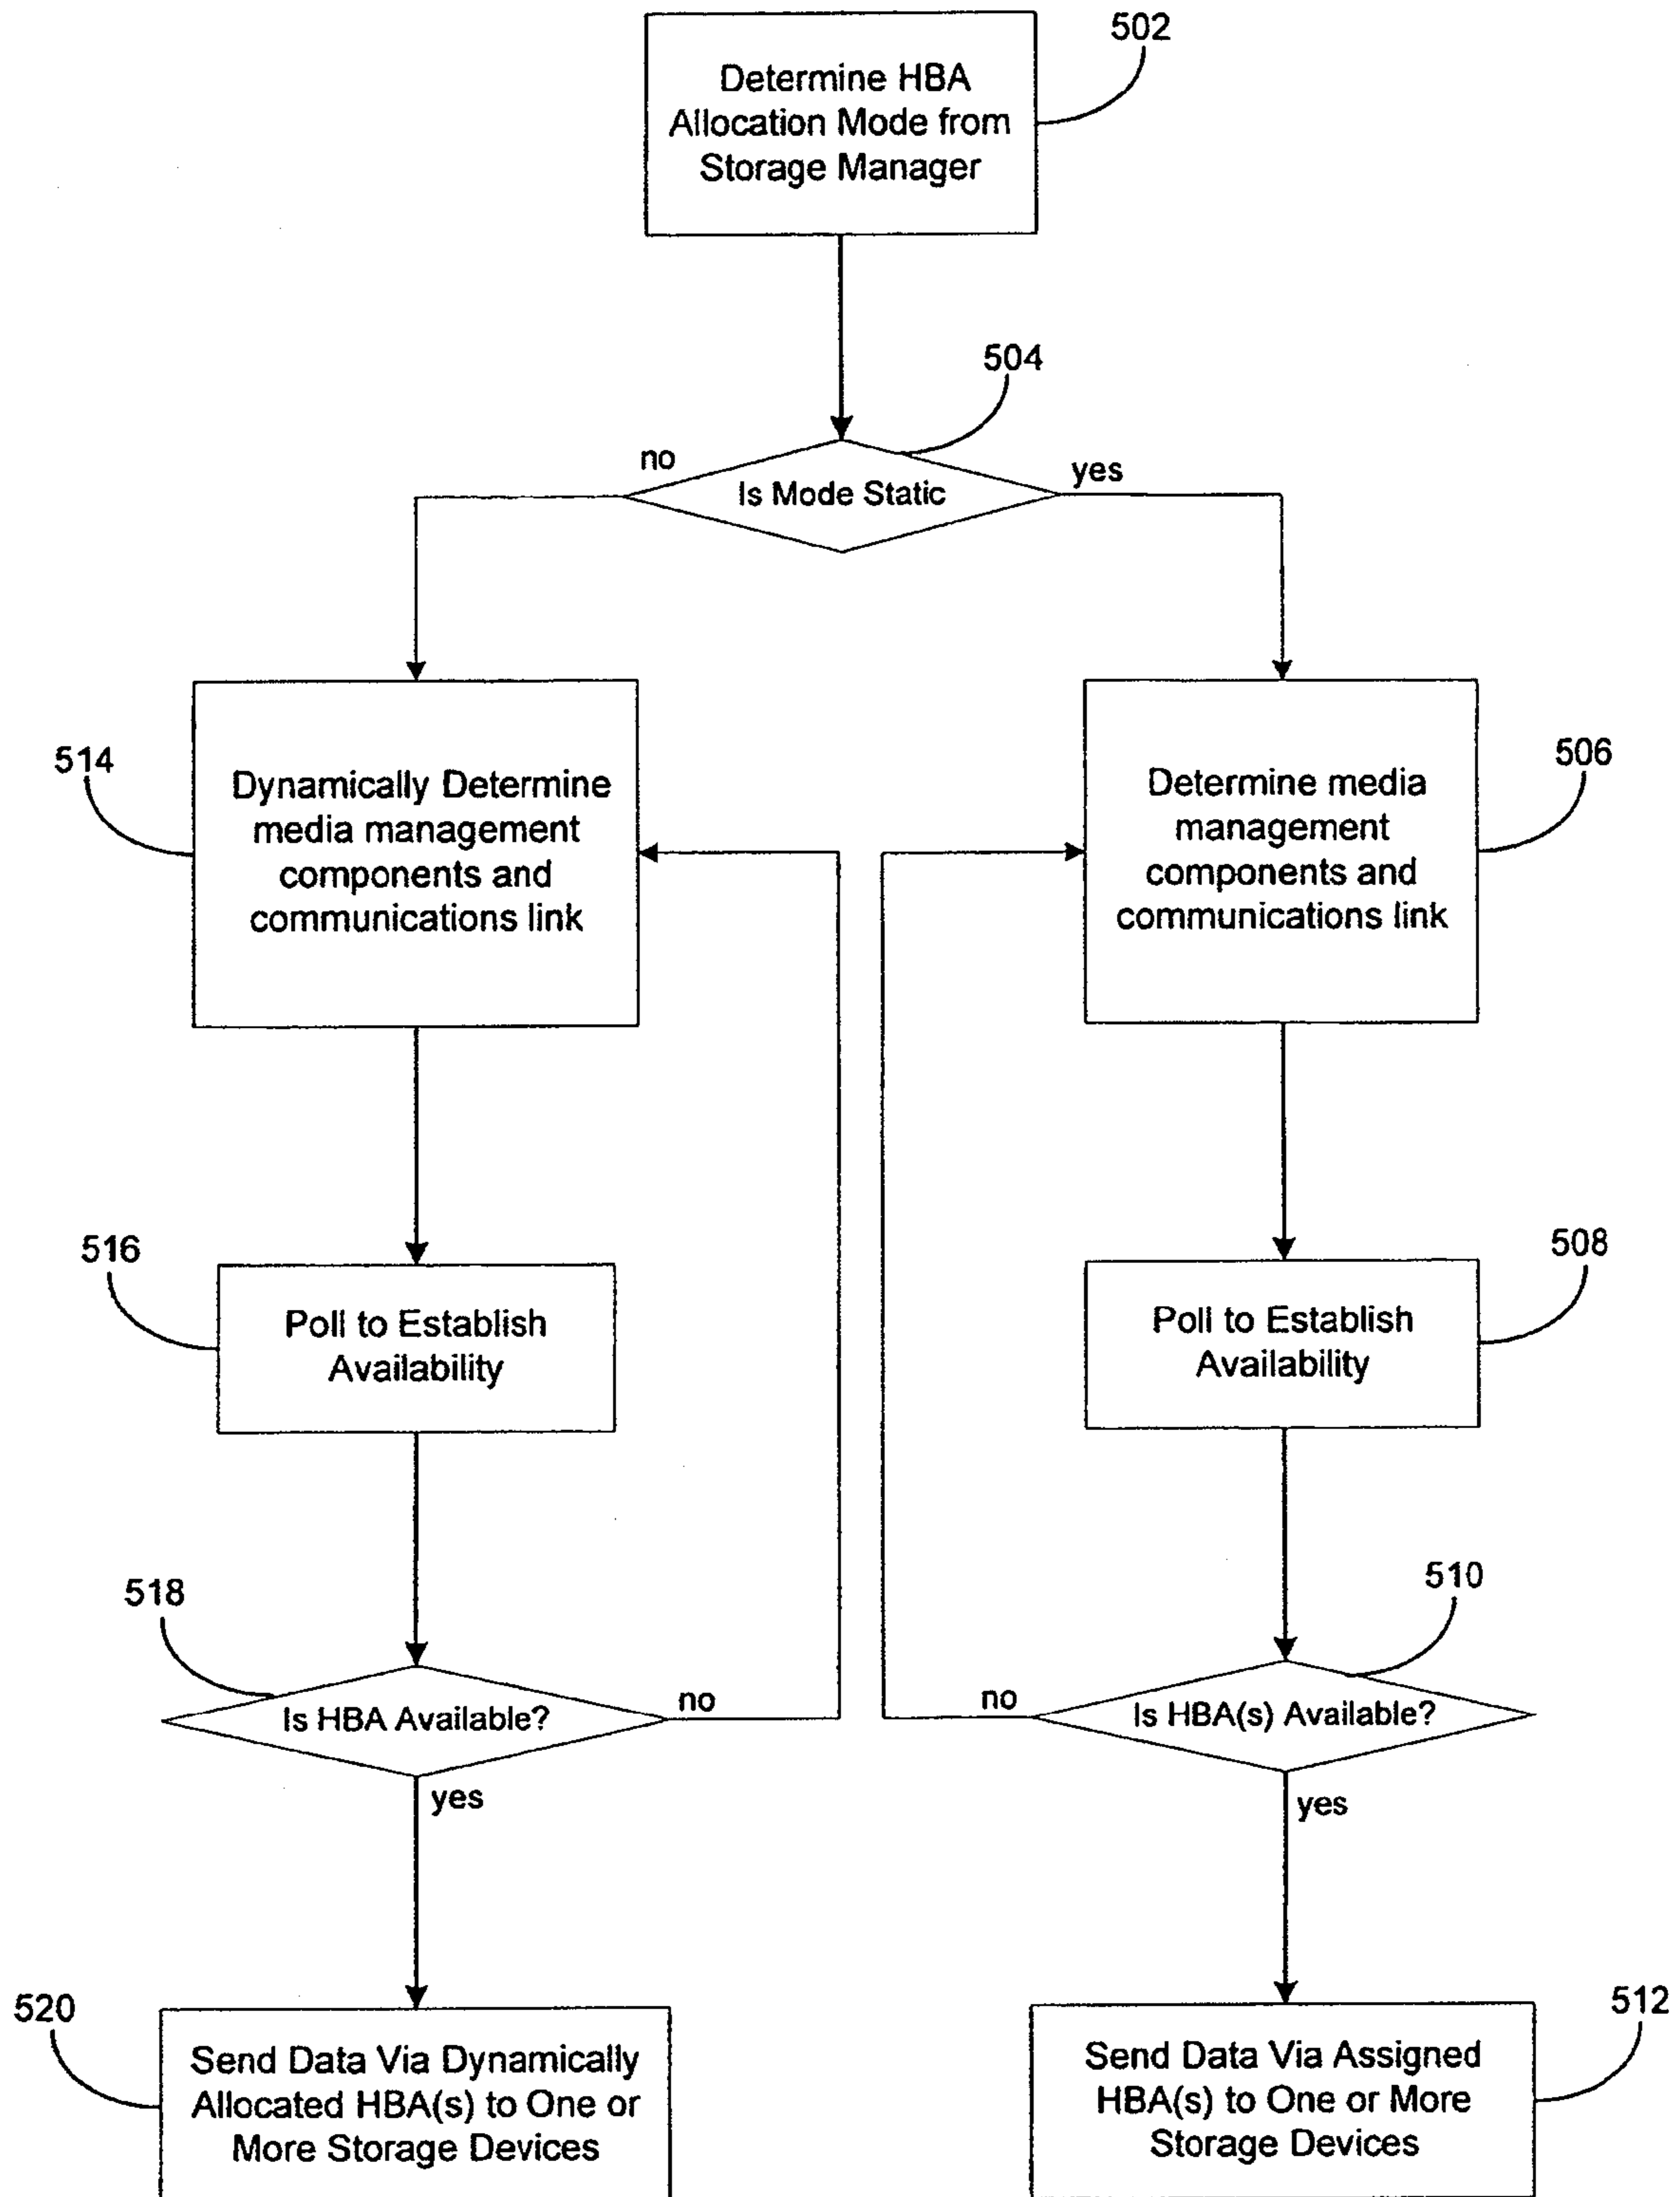 502
Determine HBA
Allocation Mode from
Storage Manager
504
no
yes
Is Mode Static
514
506
Dynamically Determine
media management
components and
communications link
Determine media
management
components and
communications link
516
508
Poll to Establish
Availability
Poll to Establish
Availability
518
510
Is HBA Available?
no
no
Is HBA(s) Available?
yes
yes
520
512
Send Data Via Dynamically
Allocated HBA(s) to One or
More Storage Devices
Send Data Via Assigned
HBA(s) to One or More
Storage Devices